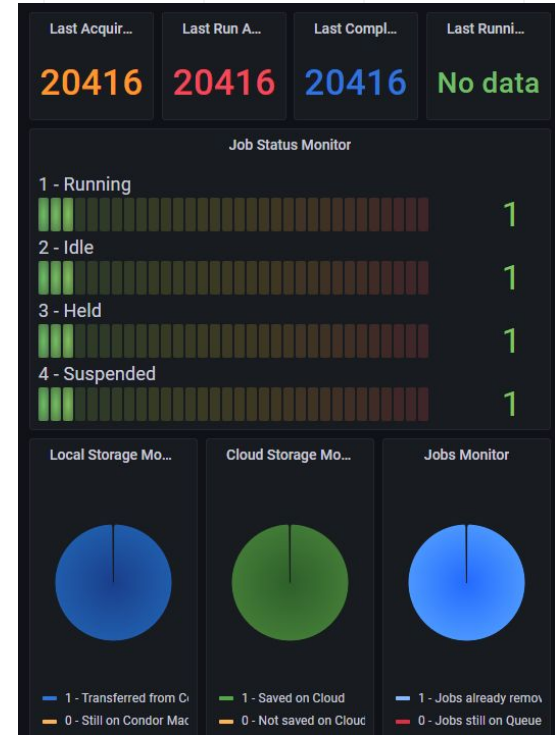 Last Acquir...
Last Run A...
Last Compl...
Last Runni...
20416
20416
20416
No data
Job Status Monitor
1 - Running
1
2 - Idle
1
3 - Held
1
4 - Suspended
1
Local Storage Mo...
Cloud Storage Mo...
Jobs Monitor
1 - Transferred from
0 - Still on Condor
1 - Saved on Cloud
0 - Not saved on Cloud
1 - Jobs already
0 - Jobs still on Queue